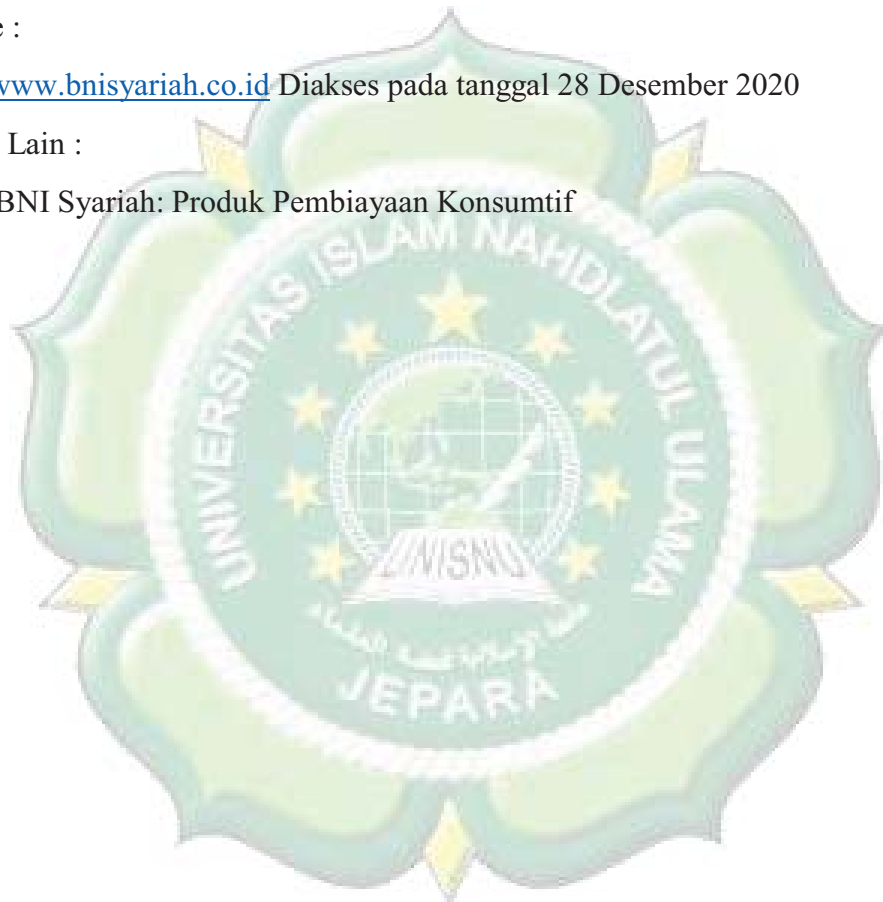 e :
www.bnisyariah.co.id Diakses pada tanggal 28 Desember 2020
Lain :
BNI Syariah: Produk Pembiayaan Konsumtif
UNIVERSITAS ISLAM NAHDLATUL ULAMA
UNISNU
JEPARA